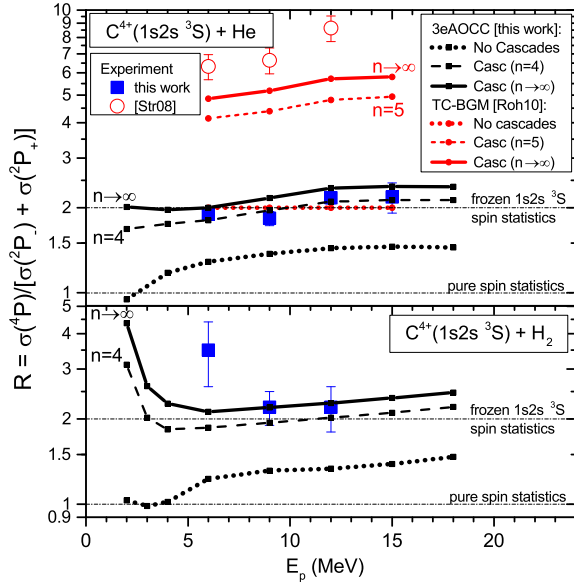 R = σ(⁴P)/[σ(²P₋) + σ(²P₊)]
10
9
8
7
6
5
4
3
2
1
C⁴⁺(1s2s ³S) + He
Experiment
this work
[Str08]
3eAOCC [this work]:
No Cascades
Casc (n=4)
Casc (n→∞)
TC-BGM [Roh10]:
No cascades
Casc (n=5)
Casc (n→∞)
n→∞
n=5
n→∞
n=4
frozen 1s2s ³S
spin statistics
1.5
pure spin statistics
5
4
3
2
1.5
1
0.9
n→∞
n=4
C⁴⁺(1s2s ³S) + H₂
frozen 1s2s ³S
spin statistics
pure spin statistics
0 5 10 15 20
E_p (MeV)